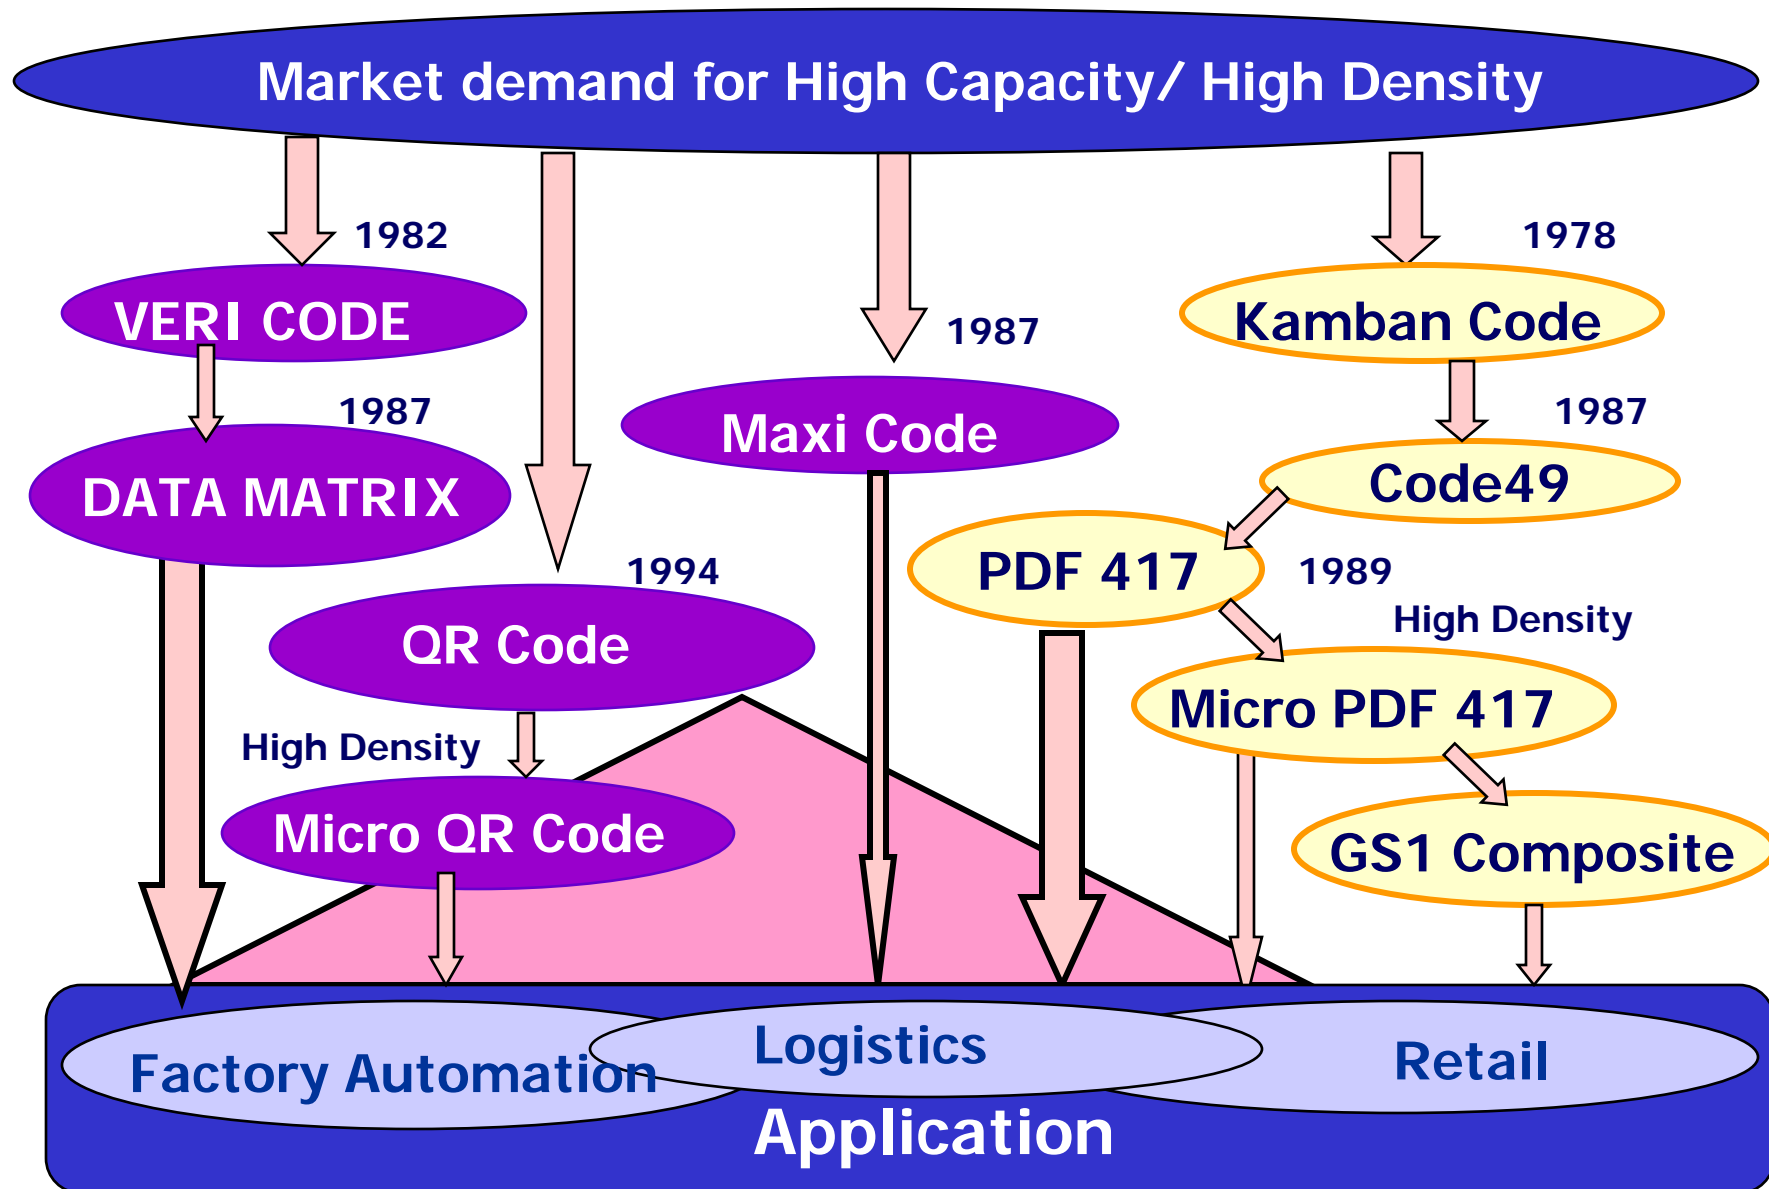 Market demand for High Capacity/ High Density
1982
1978
VERI CODE
1987
Kamban Code
1987
1987
Maxi Code
DATA MATRIX
Code49
PDF 417
1989
1994
High Density
QR Code
Micro PDF 417
High Density
Micro QR Code
GS1 Composite
Factory Automation
Logistics
Retail
Application